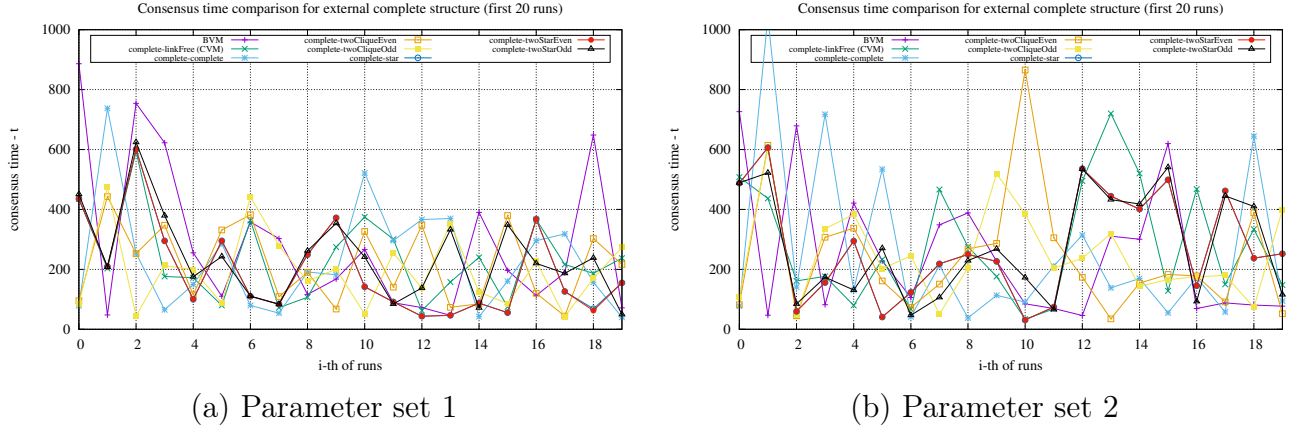 Consensus time comparison for external complete structure (first 20 runs)
1000
800
600
400
200
0
consensus time - t
BVM
complete-linkFree (CVM)
complete-complete
complete-twoCliqueEven
complete-twoCliqueOdd
complete-star
complete-twoStarEven
complete-twoStarOdd
0 2 4 6 8 10 12 14 16 18
i-th of runs
(a) Parameter set 1
Consensus time comparison for external complete structure (first 20 runs)
1000
800
600
400
200
0
consensus time - t
BVM
complete-linkFree (CVM)
complete-complete
complete-twoCliqueEven
complete-twoCliqueOdd
complete-star
complete-twoStarEven
complete-twoStarOdd
0 2 4 6 8 10 12 14 16 18
i-th of runs
(b) Parameter set 2